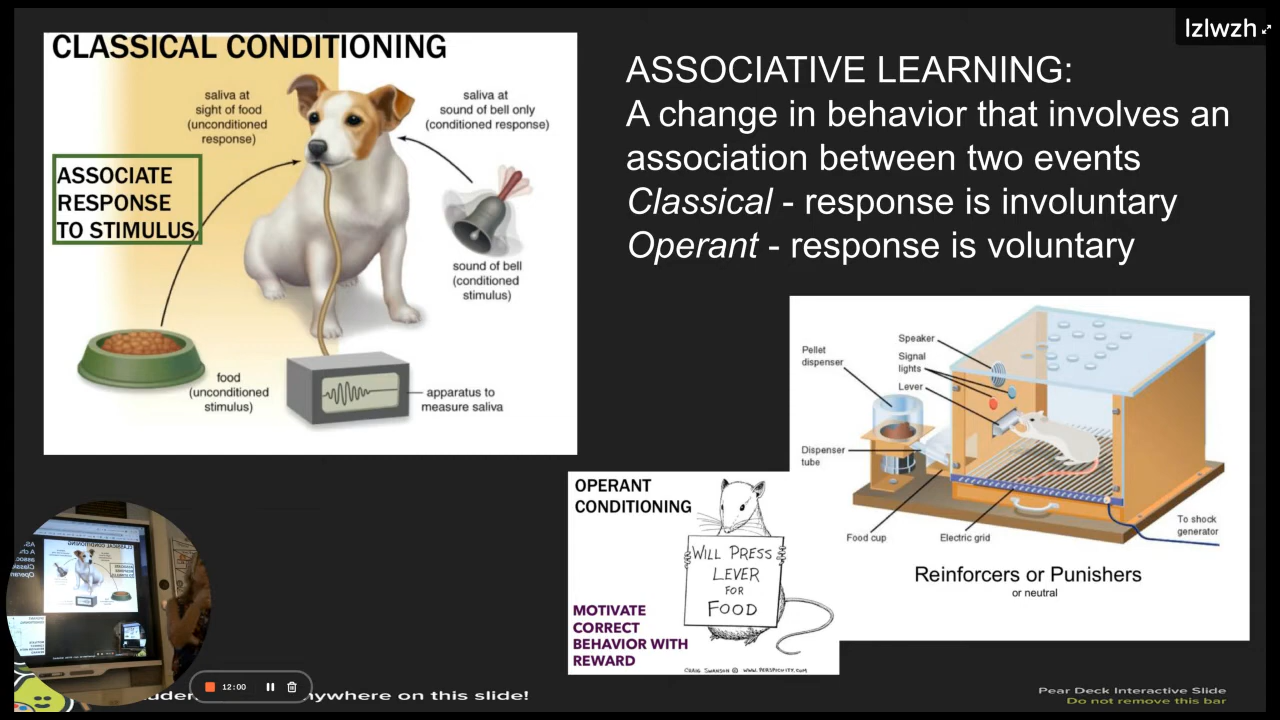 lzlwzh
CLASSICAL CONDITIONING
saliva at
sight of food
(unconditioned
response)
saliva at
sound of bell only
(conditioned response)
ASSOCIATE
RESPONSE
TO STIMULUS
sound of bell
(conditioned
stimulus)
food
(unconditioned
stimulus)
apparatus to
measure saliva
ASSOCIATIVE LEARNING:
A change in behavior that involves an
association between two events
Classical - response is involuntary
Operant - response is voluntary
Speaker
Pellet
dispenser
Signal
lights
Lever
Dispenser
tube
Food cup
Electric grid
To shock
generator
Reinforcers or Punishers
or neutral
OPERANT
CONDITIONING
WILL PRESS
LEVER
FOR
FOOD
MOTIVATE
CORRECT
BEHAVIOR WITH
REWARD
CRAIG SWANSON © WWW.PERSPICUITY.COM
12:00
on this slide!
Pear Deck Interactive Slide
Do not remove this bar